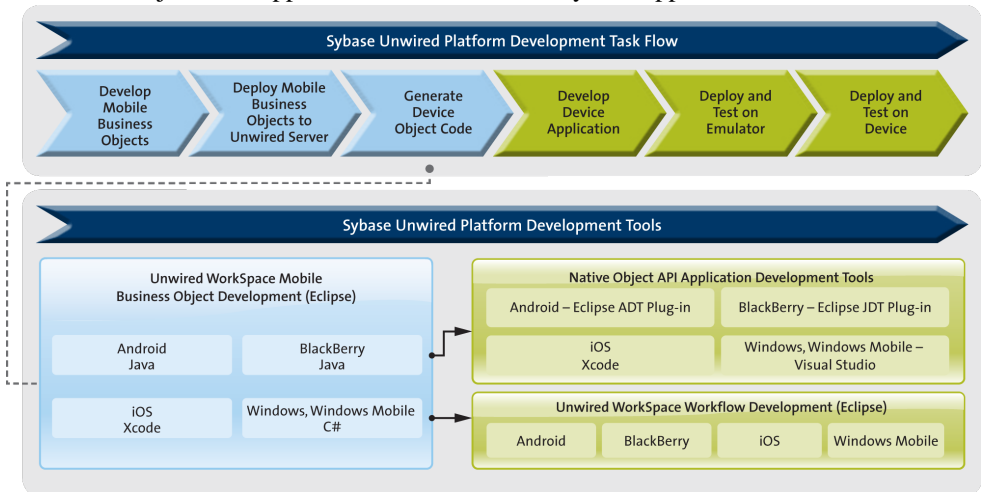 Sybase Unwired Platform Development Task Flow
Develop
Mobile
Business
Objects
Deploy Mobile
Business
Objects to
Unwired Server
Generate
Device
Object Code
Develop
Device
Application
Deploy and
Test on
Emulator
Deploy and
Test on
Device
Sybase Unwired Platform Development Tools
Unwired WorkSpace Mobile
Business Object Development (Eclipse)
Android
Java
BlackBerry
Java
iOS
Xcode
Windows, Windows Mobile
C#
Native Object API Application Development Tools
Android – Eclipse ADT Plug-in
BlackBerry – Eclipse JDT Plug-in
iOS
Xcode
Windows, Windows Mobile –
Visual Studio
Unwired WorkSpace Workflow Development (Eclipse)
Android
BlackBerry
iOS
Windows Mobile